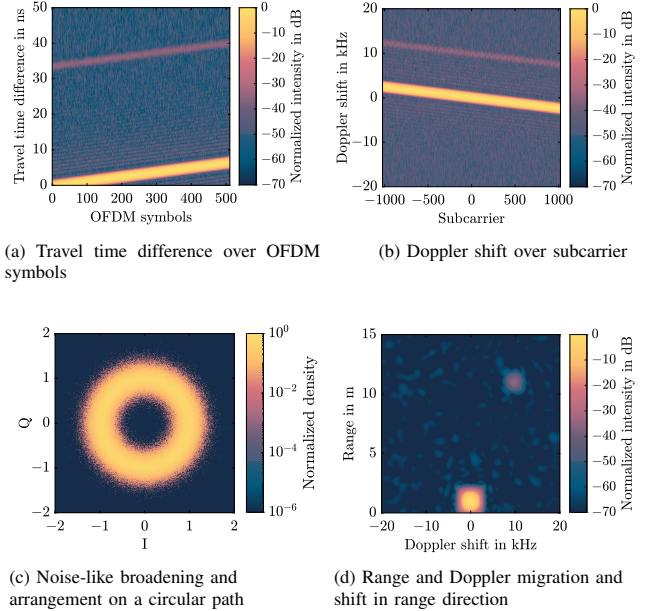 50
40
30
20
10
0
Travel time difference in ns
0 100 200 300 400 500
OFDM symbols
0
−10
−20
−30
−40
−50
−60
−70
Normalized intensity in dB
(a) Travel time difference over OFDM
symbols
20
10
0
−10
−20
Doppler shift in kHz
−1000 −500 0 500 1000
Subcarrier
0
−10
−20
−30
−40
−50
−60
−70
Normalized intensity in dB
(b) Doppler shift over subcarrier
2
1
0
−1
−2
Q
−2 −1 0 1 2
I
10⁰
10⁻²
10⁻⁴
10⁻⁶
Normalized density
(c) Noise-like broadening and
arrangement on a circular path
15
10
5
0
Range in m
−20 −10 0 10 20
Doppler shift in kHz
0
−10
−20
−30
−40
−50
−60
−70
Normalized intensity in dB
(d) Range and Doppler migration and
shift in range direction